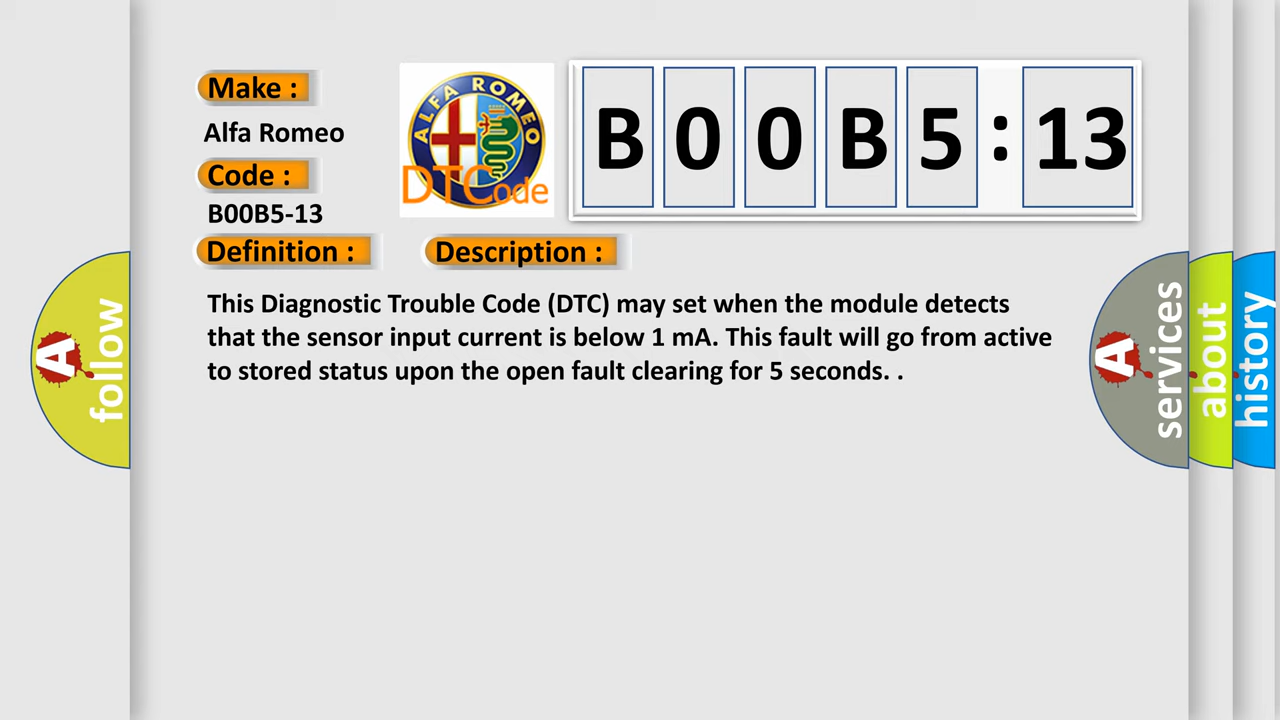 Make :
Alfa Romeo
Code :
B00B5-13
ALFA ROMEO
DTCode
B 0 0 B 5 : 13
Definition :
Description :
This Diagnostic Trouble Code (DTC) may set when the module detects
that the sensor input current is below 1 mA. This fault will go from active
to stored status upon the open fault clearing for 5 seconds. .
A
follow
A
services
about
history